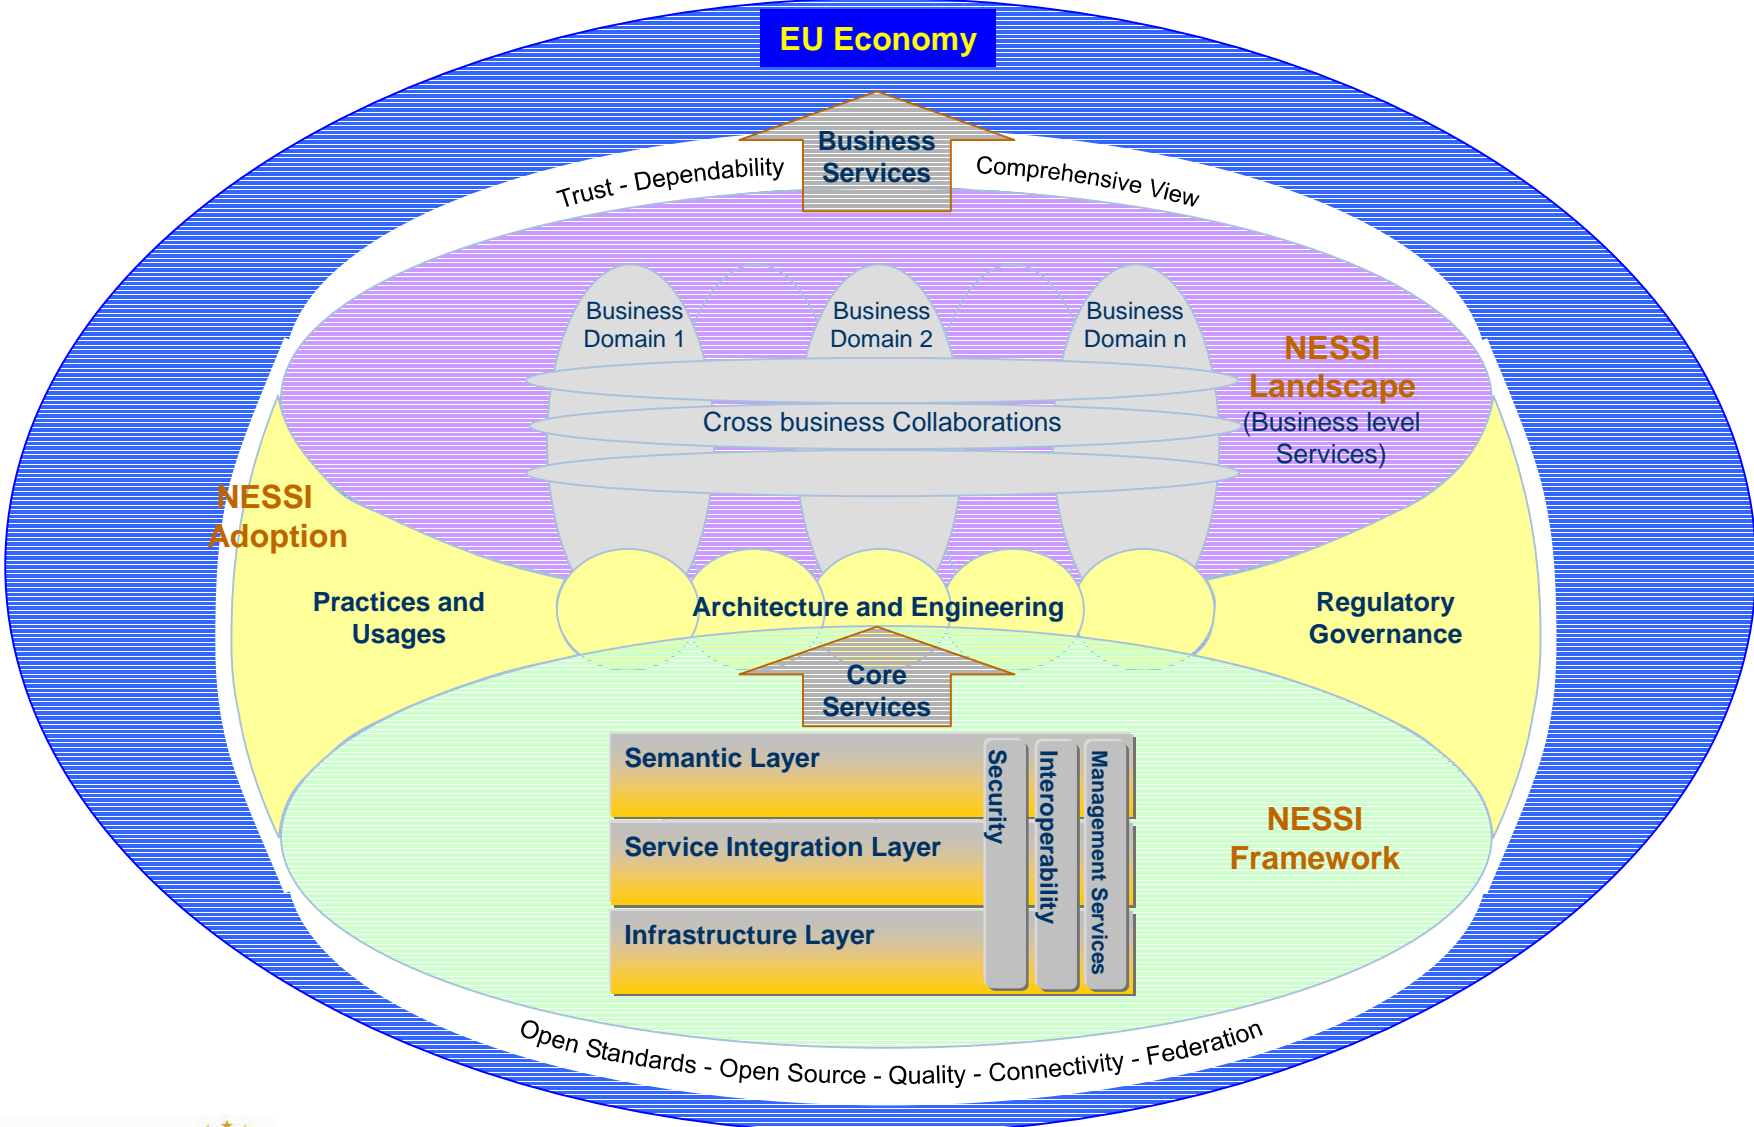 EU Economy
Business
Services
Trust - Dependability
Comprehensive View
Business
Domain 1
Business
Domain 2
Business
Domain n
NESSI
Landscape
(Business level
Services)
Cross business Collaborations
NESSI
Adoption
Practices and
Usages
Architecture and Engineering
Regulatory
Governance
Core
Services
Semantic Layer
Service Integration Layer
Infrastructure Layer
Security
Interoperability
Management Services
NESSI
Framework
Open Standards - Open Source - Quality - Connectivity - Federation